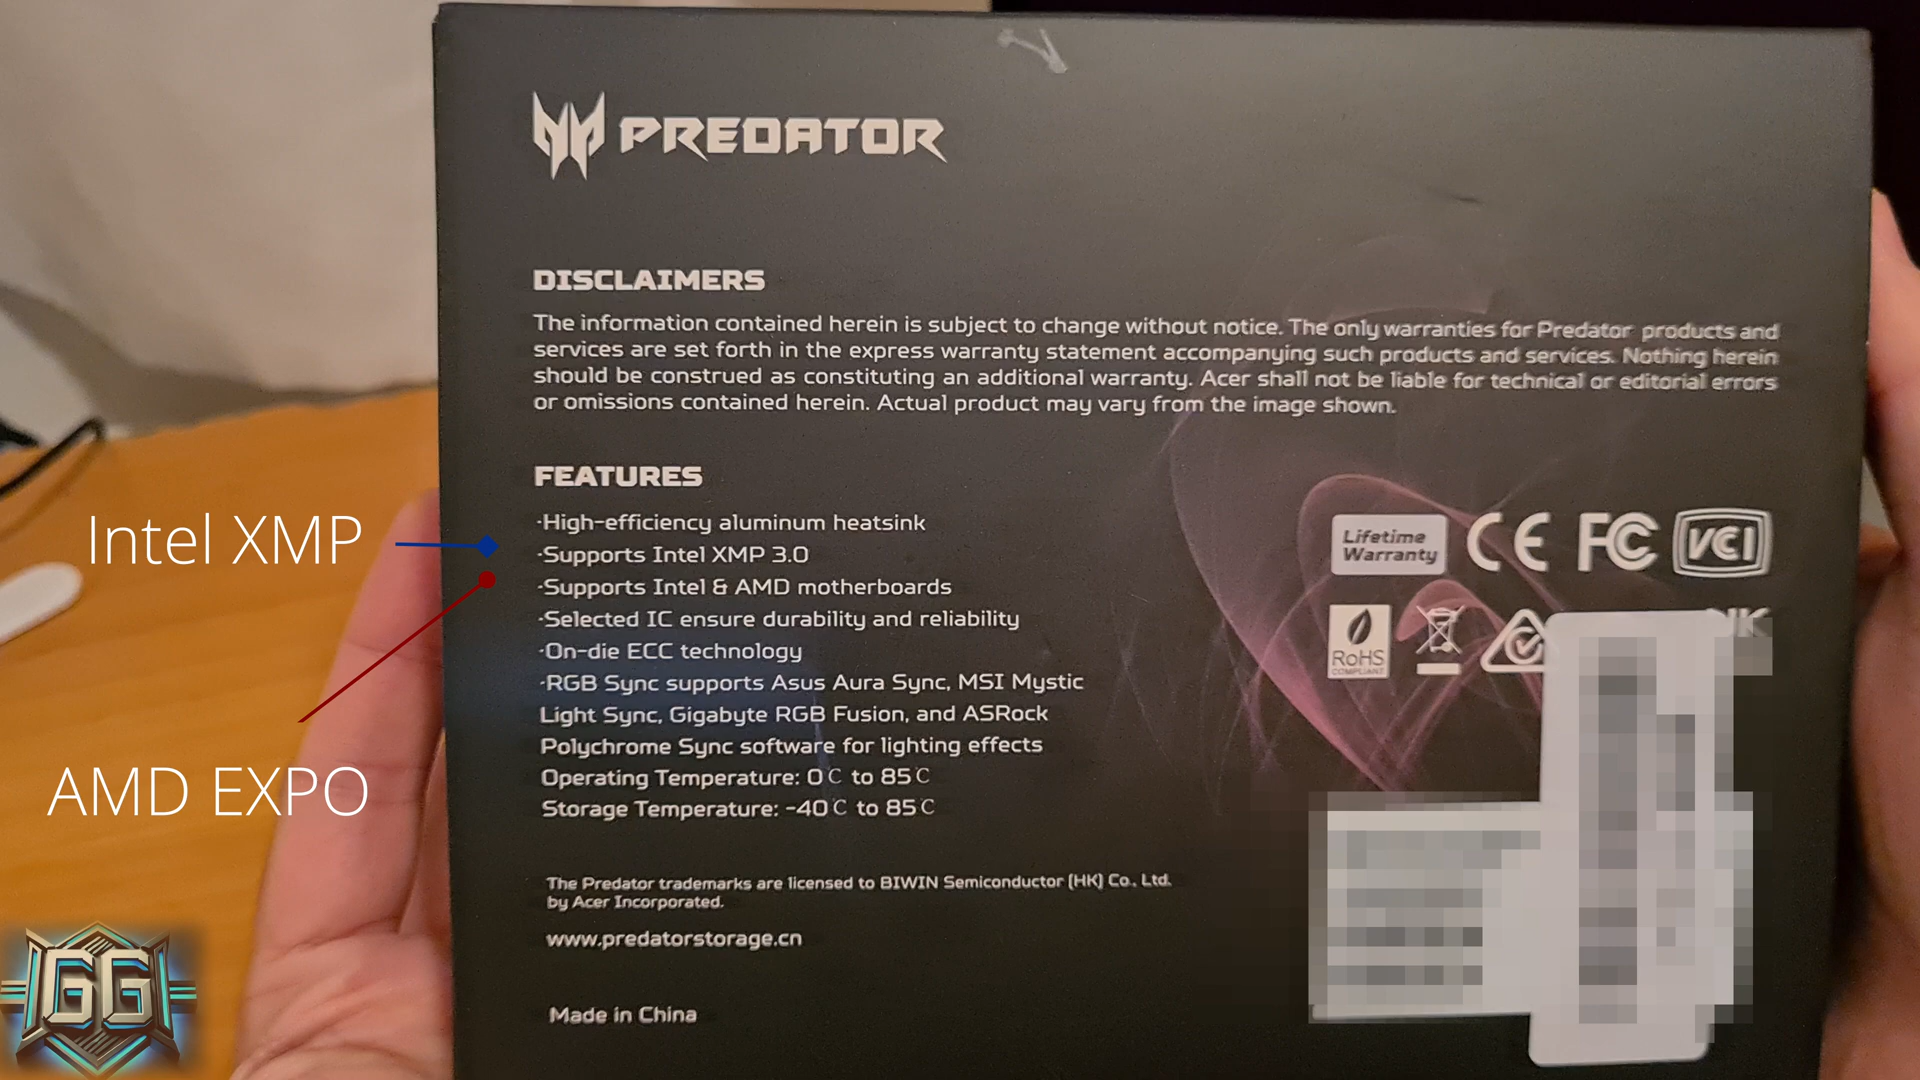 PREDATOR
DISCLAIMERS
The information contained herein is subject to change without notice. The only warranties for Predator products and
services are set forth in the express warranty statement accompanying such products and services. Nothing herein
should be construed as constituting an additional warranty. Acer shall not be liable for technical or editorial errors
or omissions contained herein. Actual product may vary from the image shown.
FEATURES
·High-efficiency aluminum heatsink
·Supports Intel XMP 3.0
·Supports Intel & AMD motherboards
·Selected IC ensure durability and reliability
·On-die ECC technology
·RGB Sync supports Asus Aura Sync, MSI Mystic
Light Sync, Gigabyte RGB Fusion, and ASRock
Polychrome Sync software for lighting effects
Operating Temperature: 0℃ to 85℃
Storage Temperature: -40℃ to 85℃
Intel XMP
AMD EXPO
Lifetime
Warranty
CE FC VCI
RoHS
COMPLIANT
The Predator trademarks are licensed to BIWIN Semiconductor (HK) Co., Ltd.
by Acer Incorporated.
www.predatorstorage.cn
Made in China
GG